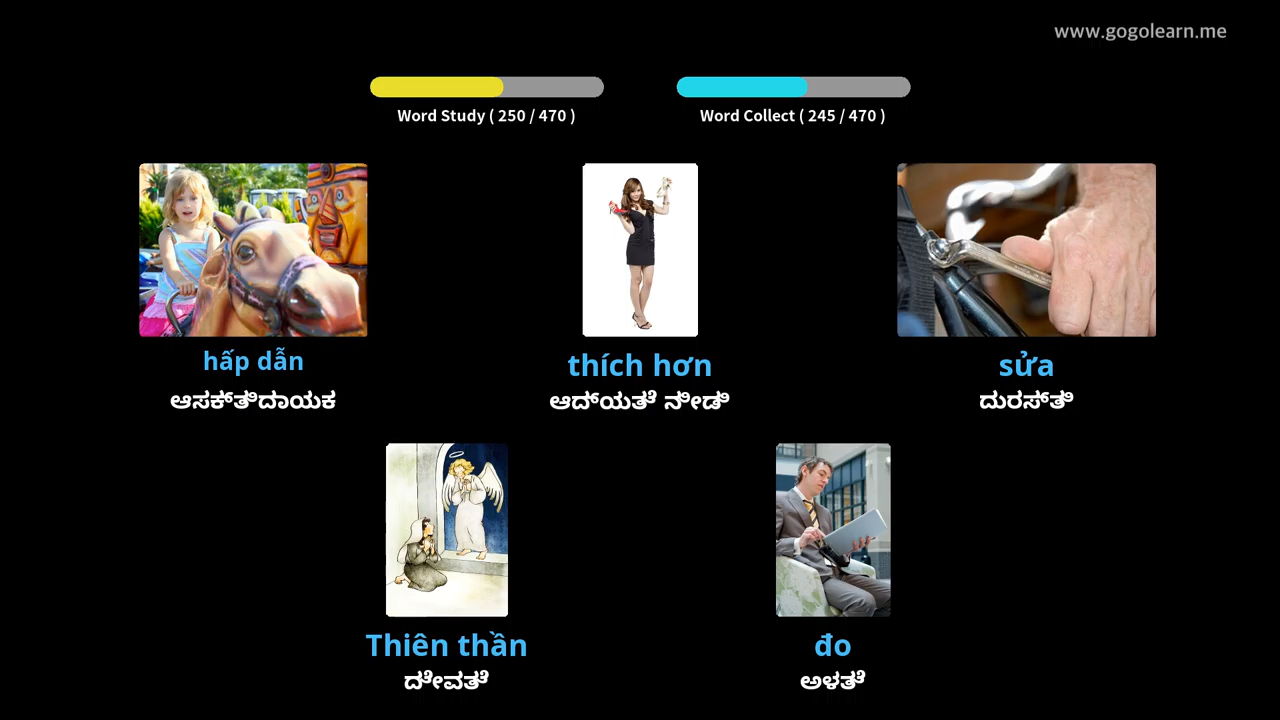 www.gogolearn.me
Word Study ( 250 / 470 )
Word Collect ( 245 / 470 )
hấp dẫn
ಆಸಕ್ತಿದಾಯಕ
thích hơn
ಆದ್ಯತೆ ನೀಡಿ
sửa
ದುರಸ್ತಿ
Thiên thần
ದೇವತೆ
đo
ಅಳತೆ